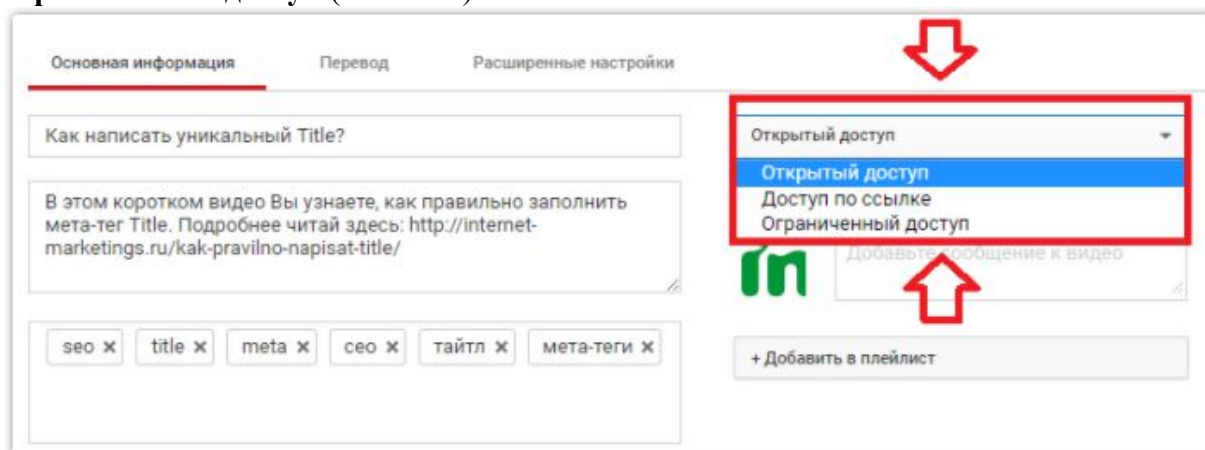 Основная информация Перевод Расширенные настройки
Как написать уникальный Title?
В этом коротком видео Вы узнаете, как правильно заполнить
мета-тег Title. Подробнее читай здесь: http://internet-
marketings.ru/kak-pravilno-napisat-title/
seo × title × meta × сео × тайтл × мета-теги ×
Открытый доступ
Открытый доступ
Доступ по ссылке
Ограниченный доступ
in
Добавьте сообщение к видео
+ Добавить в плейлист